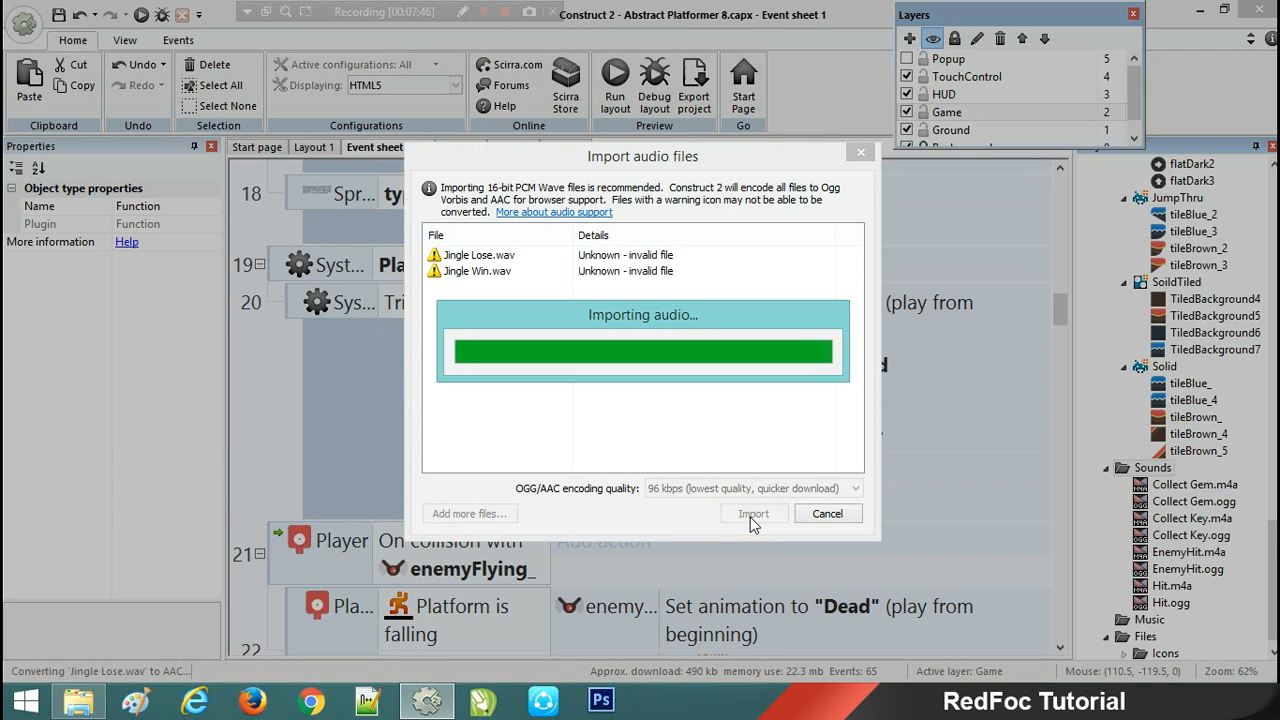 Recording [00:07:46]
Construct 2 - Abstract Platformer 8.capx - Event sheet 1
Home
View
Events
Paste
Cut
Copy
Clipboard
Undo
Redo
Undo
Delete
Select All
Select None
Selection
Active configurations: All
Displaying:
HTML5
Configurations
Scirra.com
Forums
Help
Scirra
Store
Online
Run
layout
Debug
layout
Export
project
Preview
Start
Page
Go
Layers
Popup 5
TouchControl 4
HUD 3
Game 2
Ground 1
Properties
Object type properties
Name Function
Plugin Function
More information Help
Start page
Layout 1
Event sheet
18
Spr...
19
Syst...
20
Sys...
(play from
21
Player
On collision with
enemyFlying_
Add action
22
Pla...
Platform is
falling
enemy...
Set animation to "Dead" (play from
beginning)
Import audio files
Importing 16-bit PCM Wave files is recommended. Construct 2 will encode all files to Ogg
Vorbis and AAC for browser support. Files with a warning icon may not be able to be
converted. More about audio support
File Details
Jingle Lose.wav Unknown - invalid file
Jingle Win.wav Unknown - invalid file
Importing audio...
OGG/AAC encoding quality: 96 kbps (lowest quality, quicker download)
Add more files...
Import
Cancel
flatDark2
flatDark3
JumpThru
tileBlue_2
tileBlue_3
tileBrown_2
tileBrown_3
SoildTiled
TiledBackground4
TiledBackground5
TiledBackground6
TiledBackground7
Solid
tileBlue_
tileBlue_4
tileBrown_
tileBrown_4
tileBrown_5
Sounds
Collect Gem.m4a
Collect Gem.ogg
Collect Key.m4a
Collect Key.ogg
EnemyHit.m4a
EnemyHit.ogg
Hit.m4a
Hit.ogg
Music
Files
Icons
Converting 'Jingle Lose.wav' to AAC...
Approx. download: 490 kb memory use: 22.3 mb Events: 65
Active layer: Game
Mouse: (110.5, -119.5, 0)
Zoom: 62%
Ps
RedFoc Tutorial